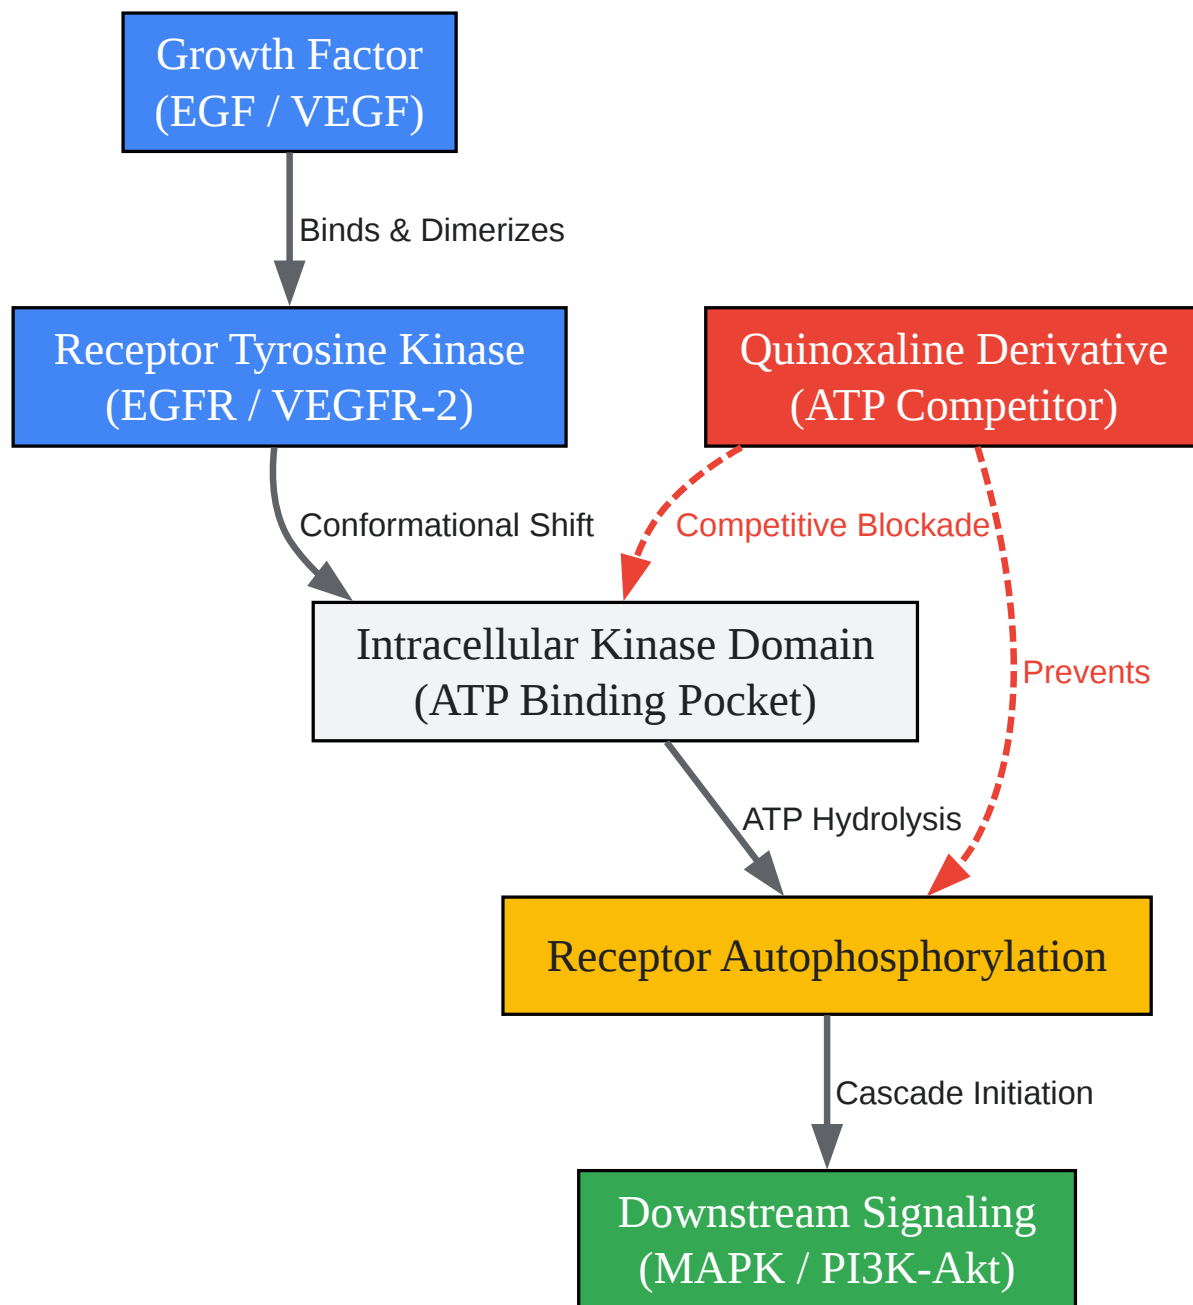 Growth Factor
(EGF / VEGF)
Binds & Dimerizes
Receptor Tyrosine Kinase
(EGFR / VEGFR-2)
Quinoxaline Derivative
(ATP Competitor)
Conformational Shift
Competitive Blockade
Intracellular Kinase Domain
(ATP Binding Pocket)
Prevents
ATP Hydrolysis
Receptor Autophosphorylation
Cascade Initiation
Downstream Signaling
(MAPK / PI3K-Akt)